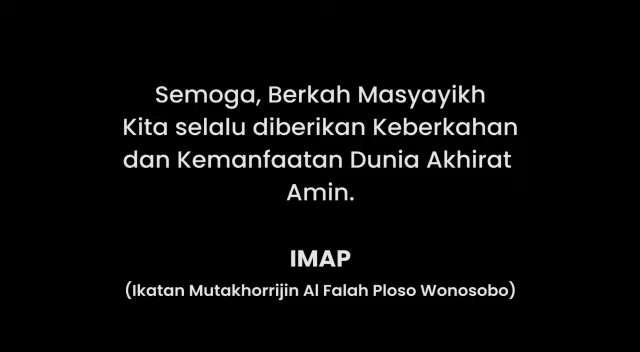 Semoga, Berkah Masyayikh
Kita selalu diberikan Keberkahan
dan Kemanfaatan Dunia Akhirat
Amin.
IMAP
(Ikatan Mutakhorrijin Al Falah Ploso Wonosobo)